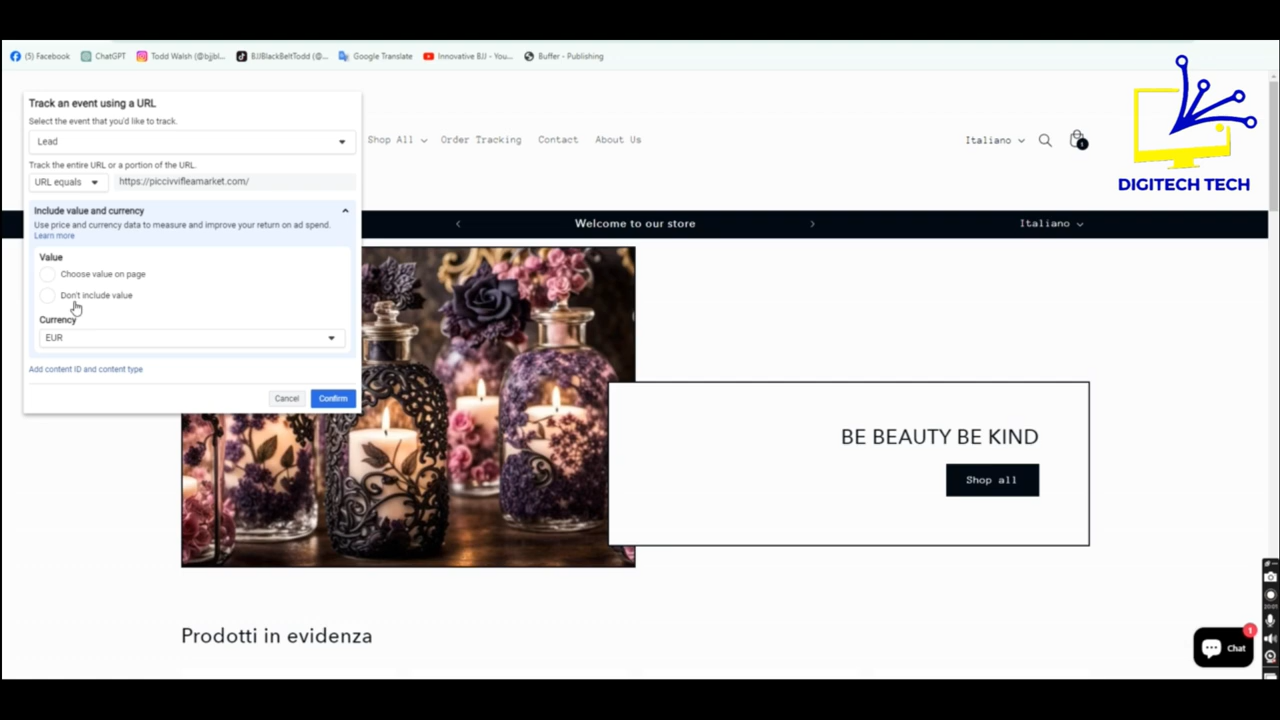 (5) Facebook
ChatGPT
Todd Walsh (@bjjbl...
BJJBlackBeltTodd (@...
Google Translate
Innovative BJJ - You...
Buffer - Publishing
DIGITECH TECH
Track an event using a URL
Select the event that you'd like to track.
Lead
Track the entire URL or a portion of the URL.
URL equals
https://piccivvifleamarket.com/
Include value and currency
Use price and currency data to measure and improve your return on ad spend.
Learn more
Value
Choose value on page
Don't include value
Currency
EUR
Add content ID and content type
Cancel
Confirm
Shop All
Order Tracking
Contact
About Us
Italiano
1
Welcome to our store
Italiano
BE BEAUTY BE KIND
Shop all
Prodotti in evidenza
Chat
1